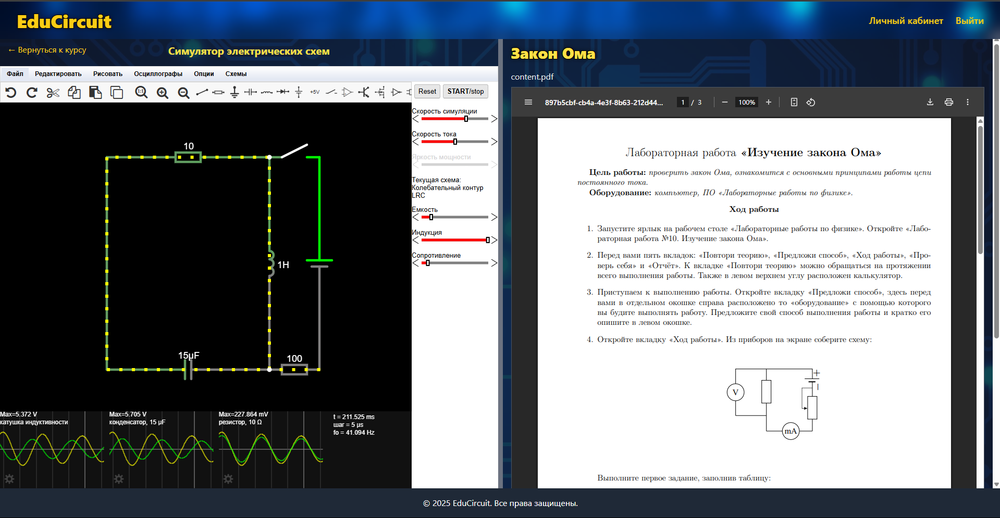 EduCircuit
Личный кабинет
Выйти
← Вернуться к курсу
Симулятор электрических схем
Файл
Редактировать
Рисовать
Осциллографы
Опции
Схемы
1:1
+5V
Reset
START/stop
Скорость симуляции
Скорость тока
Яркость мощности
Текущая схема:
Колебательный контур
LRC
Емкость
Индукция
Сопротивление
10
1H
15μF
100
Max=5.372 V
катушка индуктивности
Max=5.705 V
конденсатор, 15 μF
Max=227.864 mV
резистор, 10 Ω
t = 211.525 ms
шаг = 5 μs
fo = 41.094 Hz
Закон Ома
content.pdf
897b5cbf-cb4a-4e3f-8b63-212d44...
1 / 3
100%
Лабораторная работа «Изучение закона Ома»
Цель работы: проверить закон Ома, ознакомится с основными принципами работы цепи
постоянного тока.
Оборудование: компьютер, ПО «Лабораторные работы по физике».
Ход работы
1. Запустите ярлык на рабочем столе «Лабораторные работы по физике». Откройте «Лабо-
раторная работа №10. Изучение закона Ома».
2. Перед вами пять вкладок: «Повтори теорию», «Предложи способ», «Ход работы», «Про-
верь себя» и «Отчёт». К вкладке «Повтори теорию» можно обращаться на протяжении
всего выполнения работы. Также в левом верхнем углу расположен калькулятор.
3. Приступаем к выполнению работы. Откройте вкладку «Предложи способ», здесь перед
вами в отдельном окошке справа расположено то «оборудование» с помощью которого
вы будите выполнять работу. Предложите свой способ выполнения работы и кратко его
опишите в левом окошке.
4. Откройте вкладку «Ход работы». Из приборов на экране соберите схему:
+
V
mA
Выполните первое задание, заполнив таблицу:
© 2025 EduCircuit. Все права защищены.